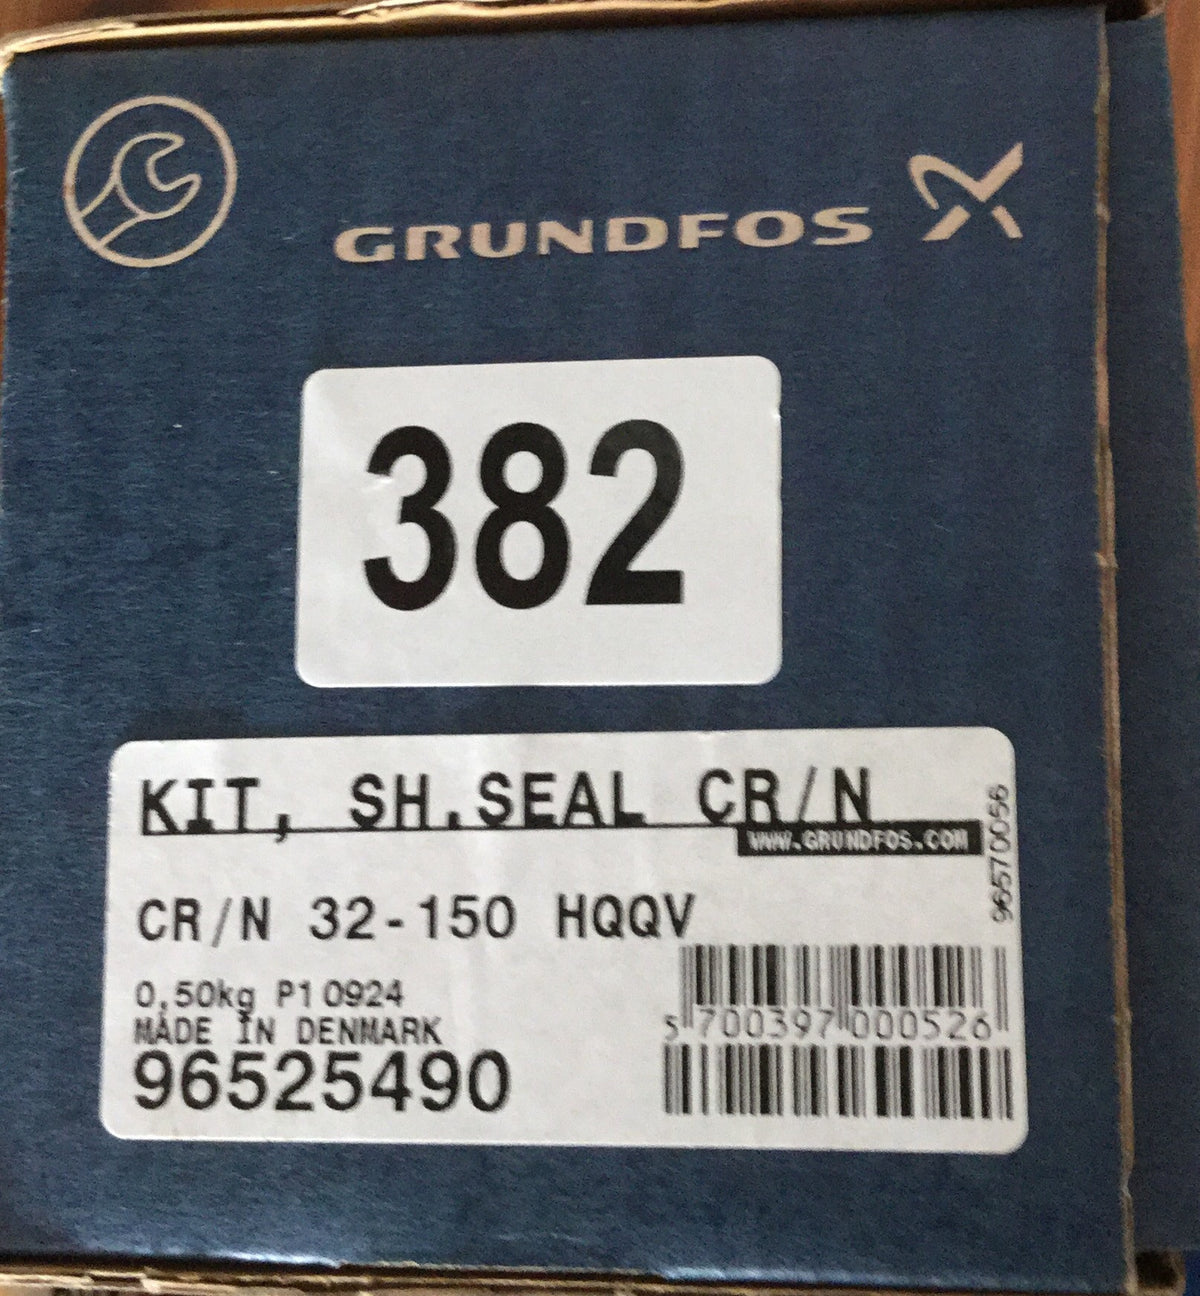 GRUNDFOS
382
KIT, SH.SEAL CR/N
WWW.GRUNDFOS.COM
96570056
CR/N 32-150 HQQV
0,50kg P1 0924
MADE IN DENMARK
96525490
5 700397 000526